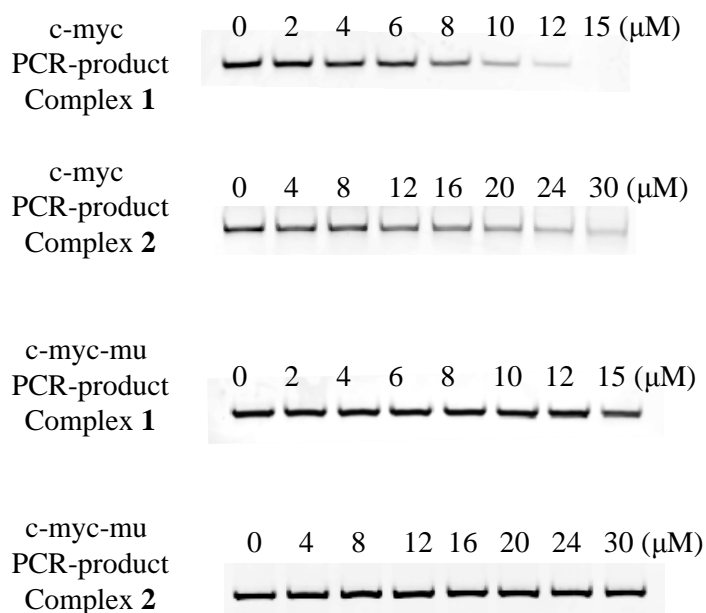 c-myc
PCR-product
Complex 1
0 2 4 6 8 10 12 15 (μM)
c-myc
PCR-product
Complex 2
0 4 8 12 16 20 24 30 (μM)
c-myc-mu
PCR-product
Complex 1
0 2 4 6 8 10 12 15 (μM)
c-myc-mu
PCR-product
Complex 2
0 4 8 12 16 20 24 30 (μM)